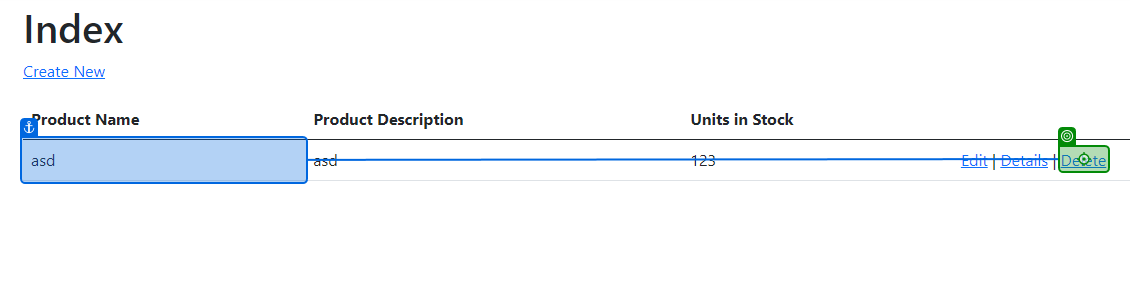 Index
Create New
Product Name Product Description Units in Stock
asd asd 123 Edit | Details | Delete